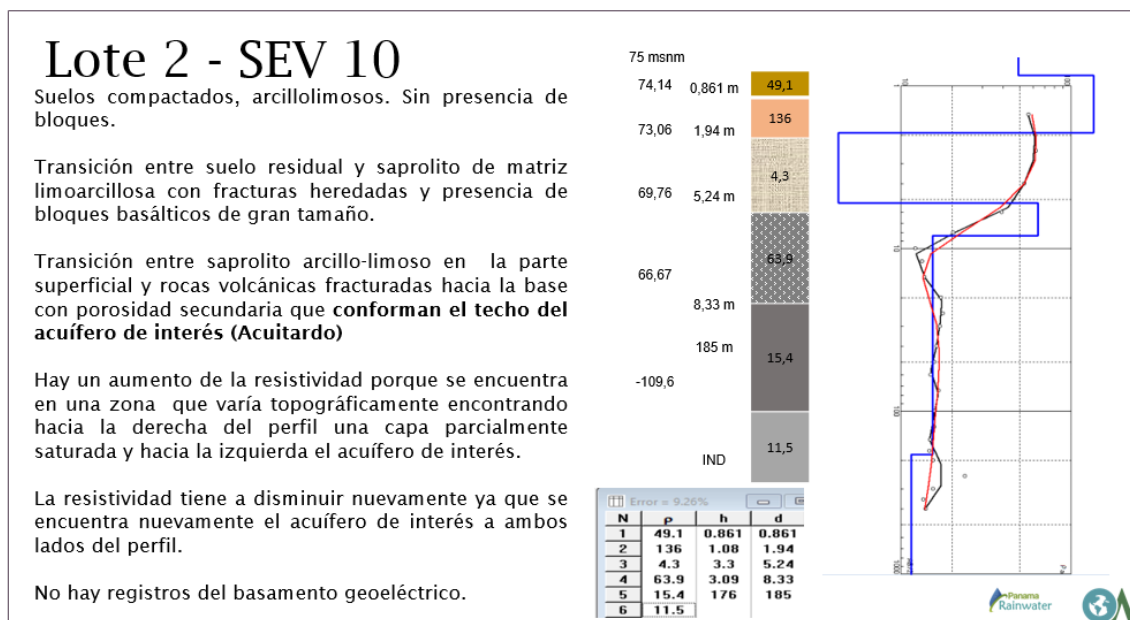 Lote 2 - SEV 10
Suelos compactados, arcillolimosos. Sin presencia de
bloques.
Transición entre suelo residual y saprolito de matriz
limoarcillosa con fracturas heredadas y presencia de
bloques basálticos de gran tamaño.
Transición entre saprolito arcillo-limoso en la parte
superficial y rocas volcánicas fracturadas hacia la base
con porosidad secundaria que conforman el techo del
acuífero de interés (Acuitardo)
Hay un aumento de la resistividad porque se encuentra
en una zona que varía topográficamente encontrando
hacia la derecha del perfil una capa parcialmente
saturada y hacia la izquierda el acuífero de interés.
La resistividad tiene a disminuir nuevamente ya que se
encuentra nuevamente el acuífero de interés a ambos
lados del perfil.
No hay registros del basamento geoeléctrico.
75 msnm
74,14 0,861 m 49,1
73,06 1,94 m 136
69,76 5,24 m 4,3
66,67 8,33 m 63,9
-109,6 185 m 15,4
IND 11,5
Error = 9.26%
N ρ h d
1 49.1 0.861 0.861
2 136 1.08 1.94
3 4.3 3.3 5.24
4 63.9 3.09 8.33
5 15.4 176 185
6 11.5
10 100
1
10
100
1000
Panama
Rainwater